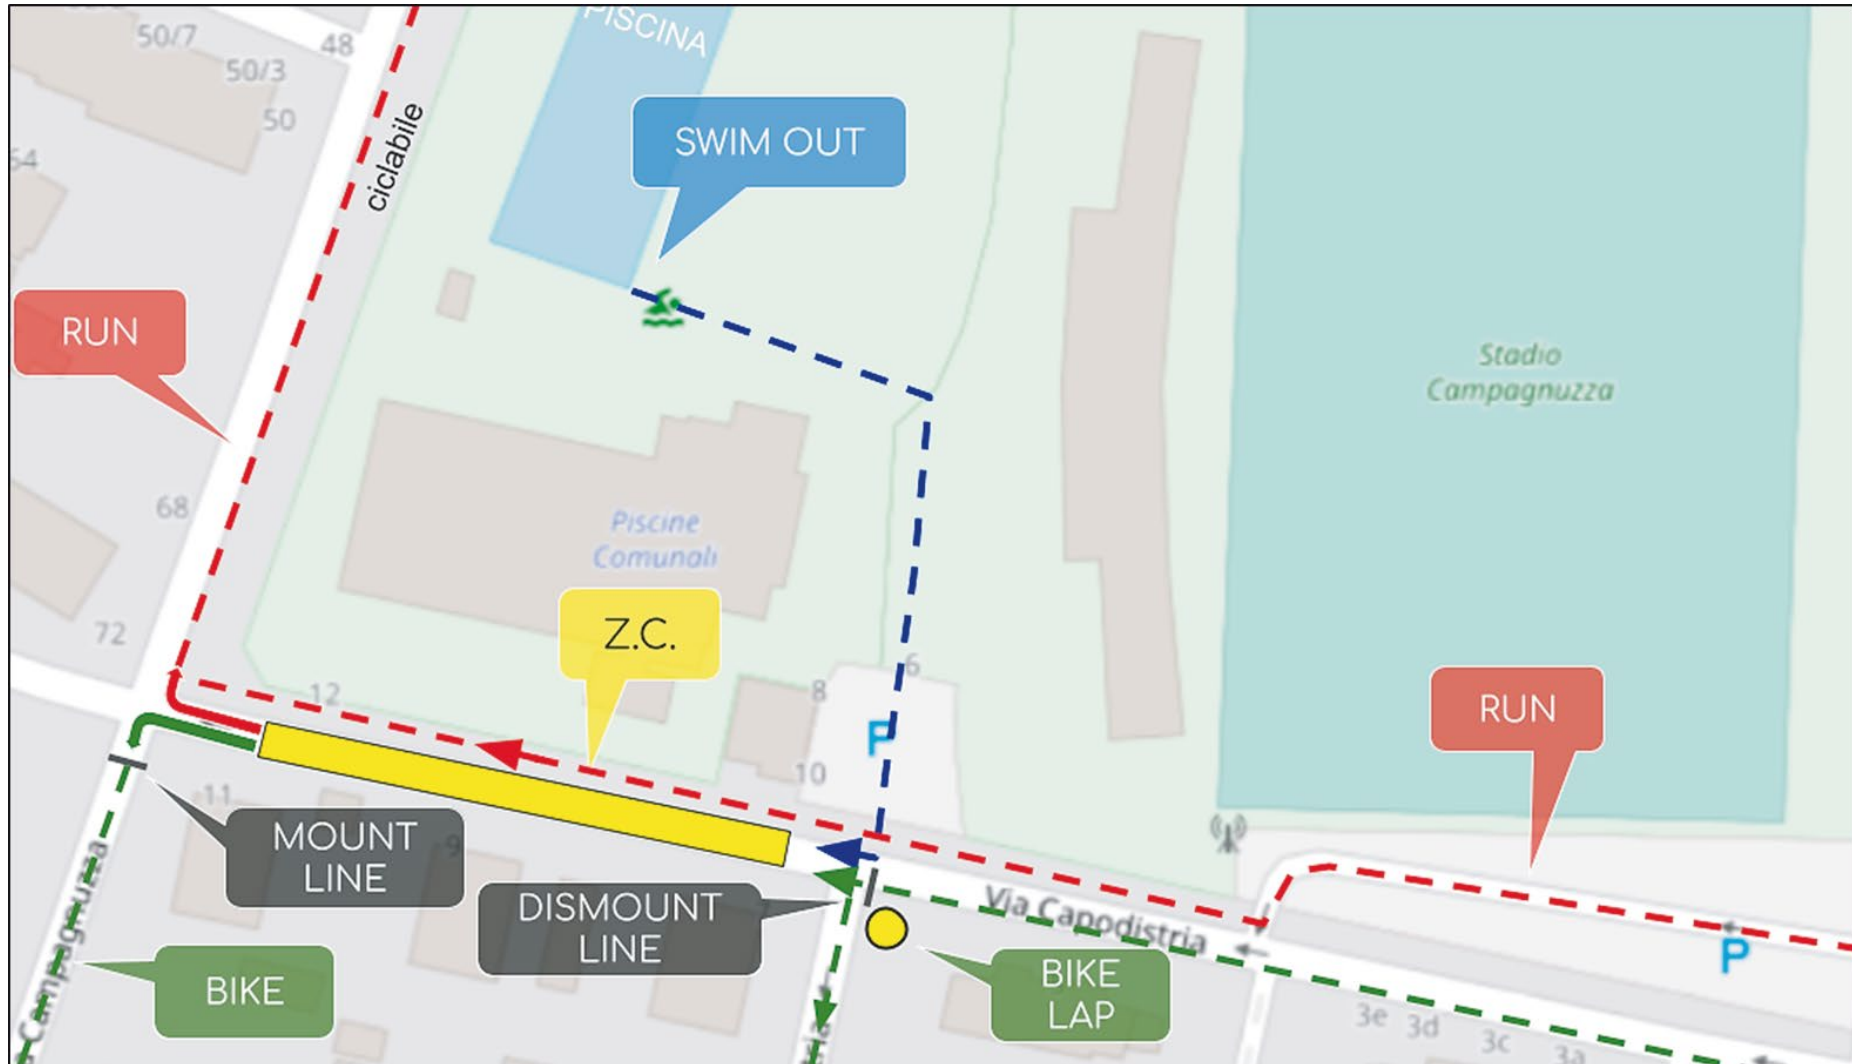 PISCINA
50/7
48
50/3
50
54
ciclabile
SWIM OUT
RUN
Stadio
Campagnuzza
68
Piscine
Comunali
72
Z.C.
6
12
8
P
10
RUN
11
9
MOUNT
LINE
DISMOUNT
LINE
Via Capodistria
P
Campagnuzza
BIKE
BIKE
LAP
3e
3d
3c
3a